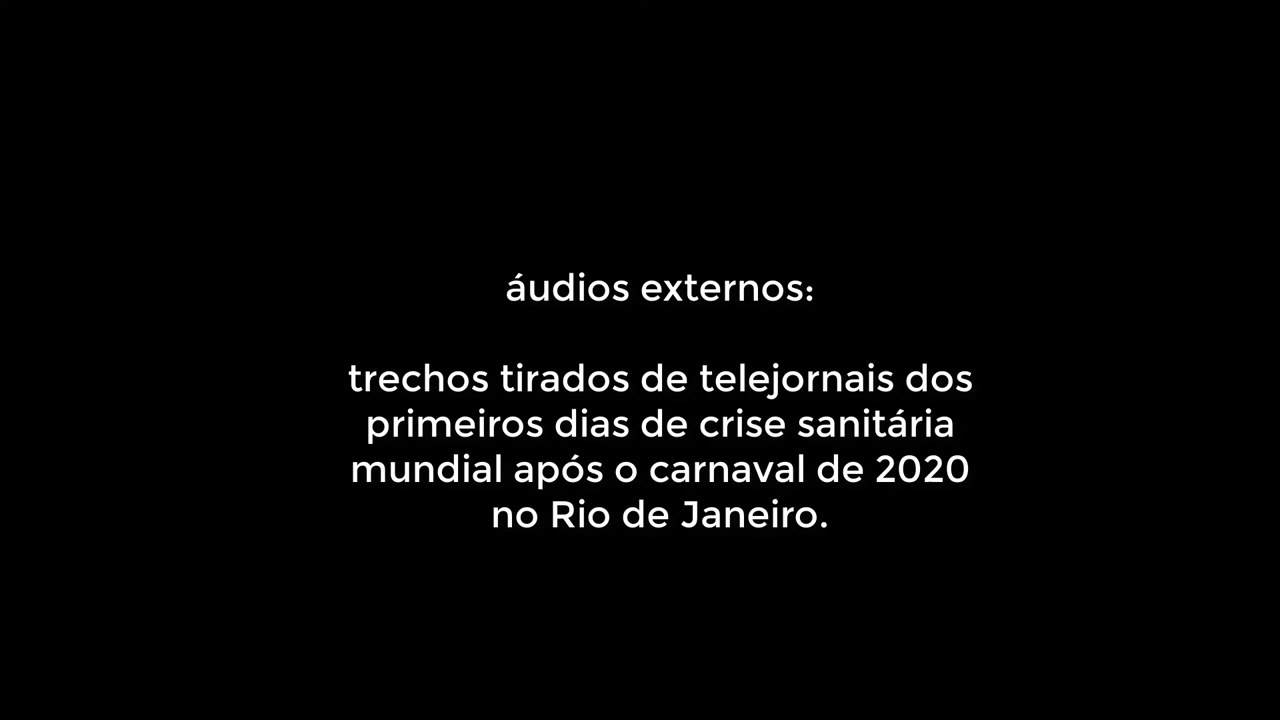 áudios externos:
trechos tirados de telejornais dos
primeiros dias de crise sanitária
mundial após o carnaval de 2020
no Rio de Janeiro.